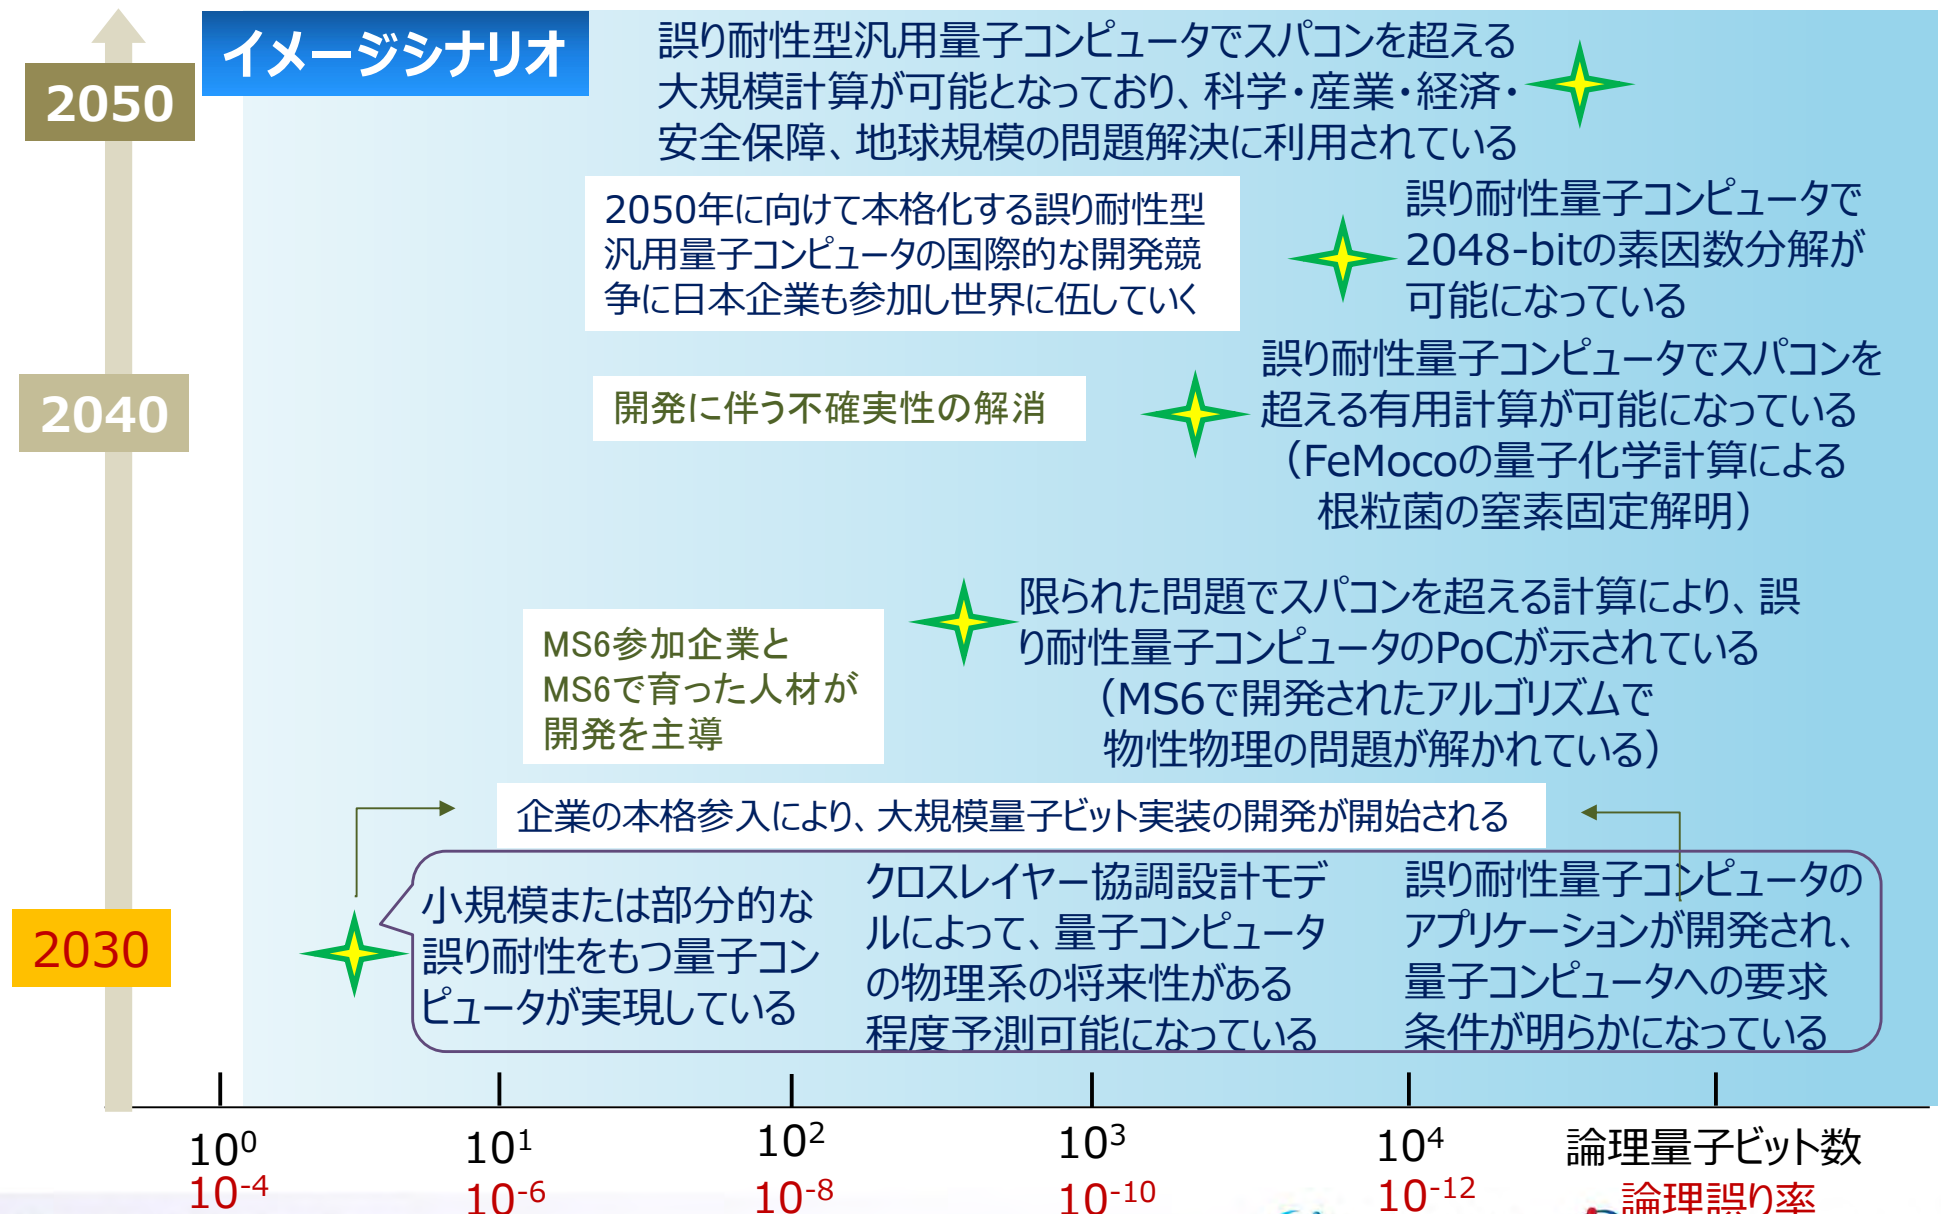 イメージシナリオ
2050
誤り耐性型汎用量子コンピュータでスパコンを超える
大規模計算が可能となっており、科学・産業・経済・
安全保障、地球規模の問題解決に利用されている
2050年に向けて本格化する誤り耐性型
汎用量子コンピュータの国際的な開発競
争に日本企業も参加し世界に伍していく
誤り耐性量子コンピュータで
2048-bitの素因数分解が
可能になっている
2040
開発に伴う不確実性の解消
誤り耐性量子コンピュータでスパコンを
超える有用計算が可能になっている
（FeMocoの量子化学計算による
根粒菌の窒素固定解明）
限られた問題でスパコンを超える計算により、誤
り耐性量子コンピュータのPoCが示されている
（MS6で開発されたアルゴリズムで
物性物理の問題が解かれている）
MS6参加企業と
MS6で育った人材が
開発を主導
企業の本格参入により、大規模量子ビット実装の開発が開始される
2030
小規模または部分的な
誤り耐性をもつ量子コン
ピュータが実現している
クロスレイヤー協調設計モデ
ルによって、量子コンピュータ
の物理系の将来性がある
程度予測可能になっている
誤り耐性量子コンピュータの
アプリケーションが開発され、
量子コンピュータへの要求
条件が明らかになっている
10⁰ 10¹ 10² 10³ 10⁴ 論理量子ビット数
10⁻⁴ 10⁻⁶ 10⁻⁸ 10⁻¹⁰ 10⁻¹² 論理誤り率